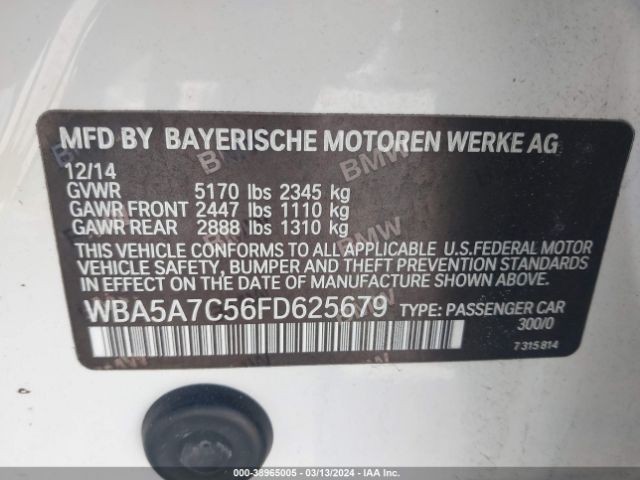 MFD BY BAYERISCHE MOTOREN WERKE AG
12/14
GVWR 5170 lbs 2345 kg
GAWR FRONT 2447 lbs 1110 kg
GAWR REAR 2888 lbs 1310 kg
THIS VEHICLE CONFORMS TO ALL APPLICABLE U.S.FEDERAL MOTOR
VEHICLE SAFETY, BUMPER AND THEFT PREVENTION STANDARDS
IN EFFECT ON THE DATE OF MANUFACTURE SHOWN ABOVE.
WBA5A7C56FD625679 TYPE: PASSENGER CAR
300/0
7315814
000-38965005 — 03/13/2024 — IAA Inc.